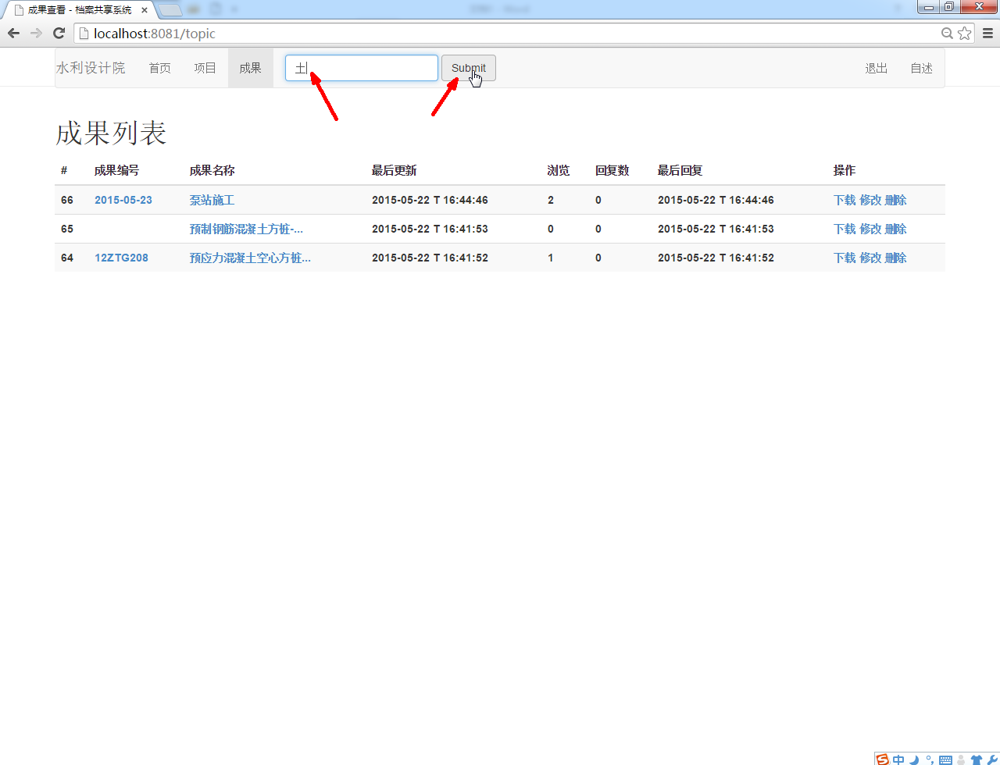 成果查看 - 档案共享系统
localhost:8081/topic
水利设计院 首页 项目 成果 土 Submit 退出 自述
成果列表
# 成果编号 成果名称 最后更新 浏览 回复数 最后回复 操作
66 2015-05-23 泵站施工 2015-05-22 T 16:44:46 2 0 2015-05-22 T 16:44:46 下载 修改 删除
65 预制钢筋混凝土方桩-... 2015-05-22 T 16:41:53 0 0 2015-05-22 T 16:41:53 下载 修改 删除
64 12ZTG208 预应力混凝土空心方桩... 2015-05-22 T 16:41:52 1 0 2015-05-22 T 16:41:52 下载 修改 删除
中